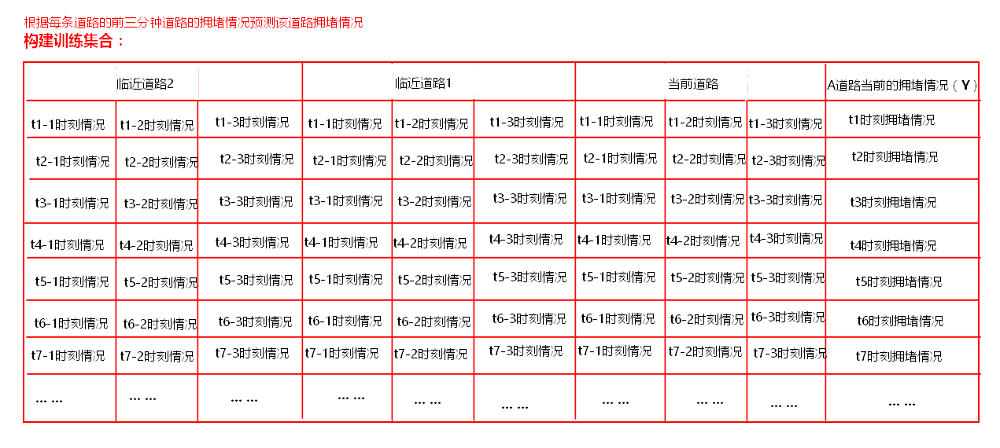 根据每条道路的前三分钟道路的拥堵情况预测该道路拥堵情况
构建训练集合：
临近道路2 临近道路1 当前道路 A道路当前的拥堵情况（Y）
t1-1时刻情况 t1-2时刻情况 t1-3时刻情况 t1-1时刻情况 t1-2时刻情况 t1-3时刻情况 t1-1时刻情况 t1-2时刻情况 t1-3时刻情况 t1时刻拥堵情况
t2-1时刻情况 t2-2时刻情况 t2-3时刻情况 t2-1时刻情况 t2-2时刻情况 t2-3时刻情况 t2-1时刻情况 t2-2时刻情况 t2-3时刻情况 t2时刻拥堵情况
t3-1时刻情况 t3-2时刻情况 t3-3时刻情况 t3-1时刻情况 t3-2时刻情况 t3-3时刻情况 t3-1时刻情况 t3-2时刻情况 t3-3时刻情况 t3时刻拥堵情况
t4-1时刻情况 t4-2时刻情况 t4-3时刻情况 t4-1时刻情况 t4-2时刻情况 t4-3时刻情况 t4-1时刻情况 t4-2时刻情况 t4-3时刻情况 t4时刻拥堵情况
t5-1时刻情况 t5-2时刻情况 t5-3时刻情况 t5-1时刻情况 t5-2时刻情况 t5-3时刻情况 t5-1时刻情况 t5-2时刻情况 t5-3时刻情况 t5时刻拥堵情况
t6-1时刻情况 t6-2时刻情况 t6-3时刻情况 t6-1时刻情况 t6-2时刻情况 t6-3时刻情况 t6-1时刻情况 t6-2时刻情况 t6-3时刻情况 t6时刻拥堵情况
t7-1时刻情况 t7-2时刻情况 t7-3时刻情况 t7-1时刻情况 t7-2时刻情况 t7-3时刻情况 t7-1时刻情况 t7-2时刻情况 t7-3时刻情况 t7时刻拥堵情况
... ... ... ... ... ... ... ... ... ... ... ... ... ... ... ... ... ... ... ...